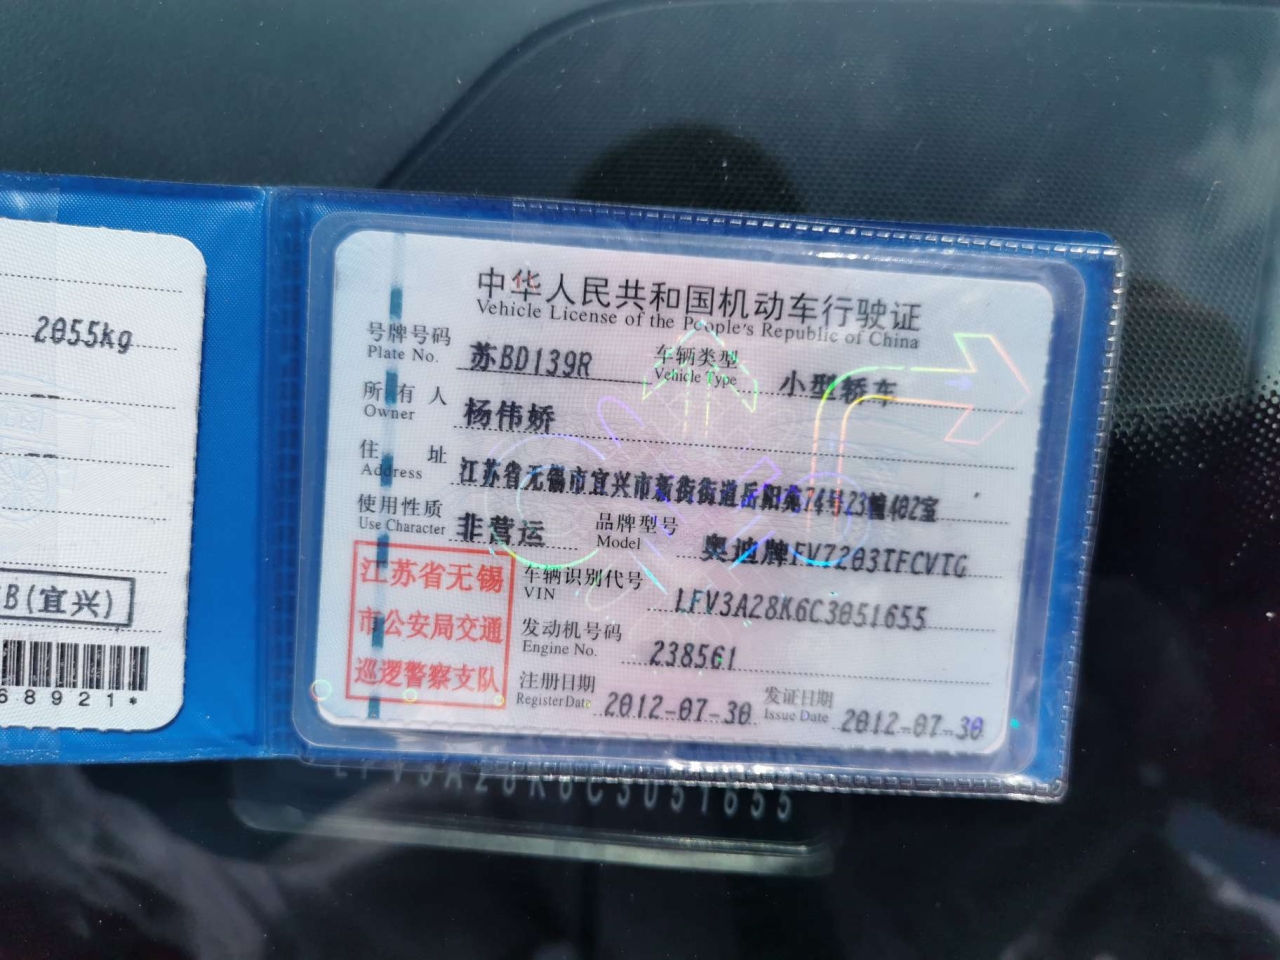 2055kg
B(宜兴)
68921*
中华人民共和国机动车行驶证
Vehicle License of the People's Republic of China
号牌号码 Plate No. 苏BD139R 车辆类型 Vehicle Type 小型轿车
所有人 Owner 杨伟娇
住址 Address 江苏省无锡市宜兴市新街街道岳阳苑74号23幢402室
使用性质 Use Character 非营运 品牌型号 Model 奥迪牌FV7203TFCVTG
江苏省无锡
市公安局交通
巡逻警察支队
车辆识别代号 VIN LFV3A28K6C3051655
发动机号码 Engine No. 238561
注册日期 Register Date 2012-07-30 发证日期 Issue Date 2012-07-30
LFV3A28K6C3051655